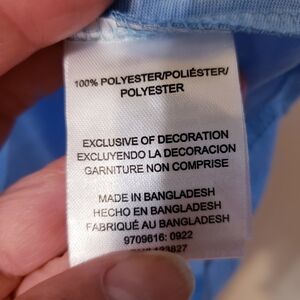 100% POLYESTER/POLIÉSTER/
POLYESTER
EXCLUSIVE OF DECORATION
EXCLUYENDO LA DECORACION
GARNITURE NON COMPRISE
MADE IN BANGLADESH
HECHO EN BANGLADESH
FABRIQUÉ AU BANGLADESH
9709616: 0922